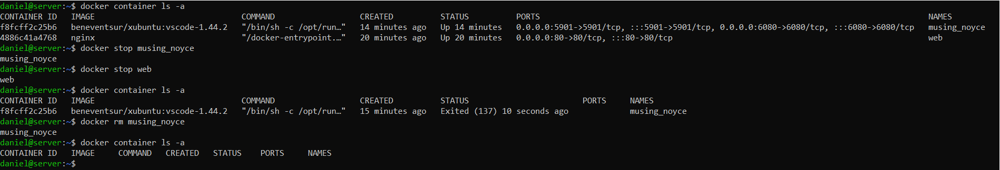 daniel@server:~$ docker container ls -a
CONTAINER ID   IMAGE                               COMMAND                  CREATED          STATUS          PORTS                                                                                  NAMES
f8fcff2c25b6   beneventsur/xubuntu:vscode-1.44.2   "/bin/sh -c /opt/run…"   14 minutes ago   Up 14 minutes   0.0.0.0:5901->5901/tcp, :::5901->5901/tcp, 0.0.0.0:6080->6080/tcp, :::6080->6080/tcp   musing_noyce
4886c41a4768   nginx                               "/docker-entrypoint.…"   20 minutes ago   Up 20 minutes   0.0.0.0:80->80/tcp, :::80->80/tcp                                                      web
daniel@server:~$ docker stop musing_noyce
musing_noyce
daniel@server:~$ docker stop web
web
daniel@server:~$ docker container ls -a
CONTAINER ID   IMAGE                               COMMAND                  CREATED          STATUS                        PORTS     NAMES
f8fcff2c25b6   beneventsur/xubuntu:vscode-1.44.2   "/bin/sh -c /opt/run…"   15 minutes ago   Exited (137) 10 seconds ago             musing_noyce
daniel@server:~$ docker rm musing_noyce
musing_noyce
daniel@server:~$ docker container ls -a
CONTAINER ID   IMAGE     COMMAND   CREATED   STATUS    PORTS     NAMES
daniel@server:~$